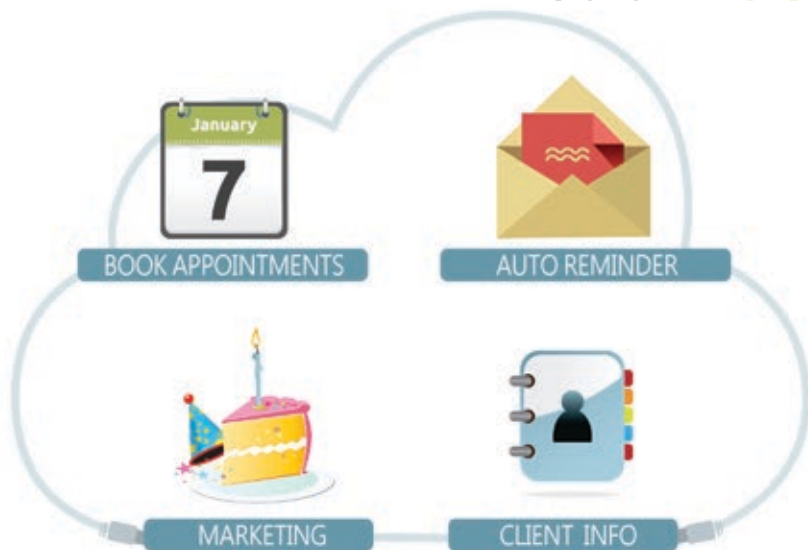 January
7
BOOK APPOINTMENTS
AUTO REMINDER
MARKETING
CLIENT INFO